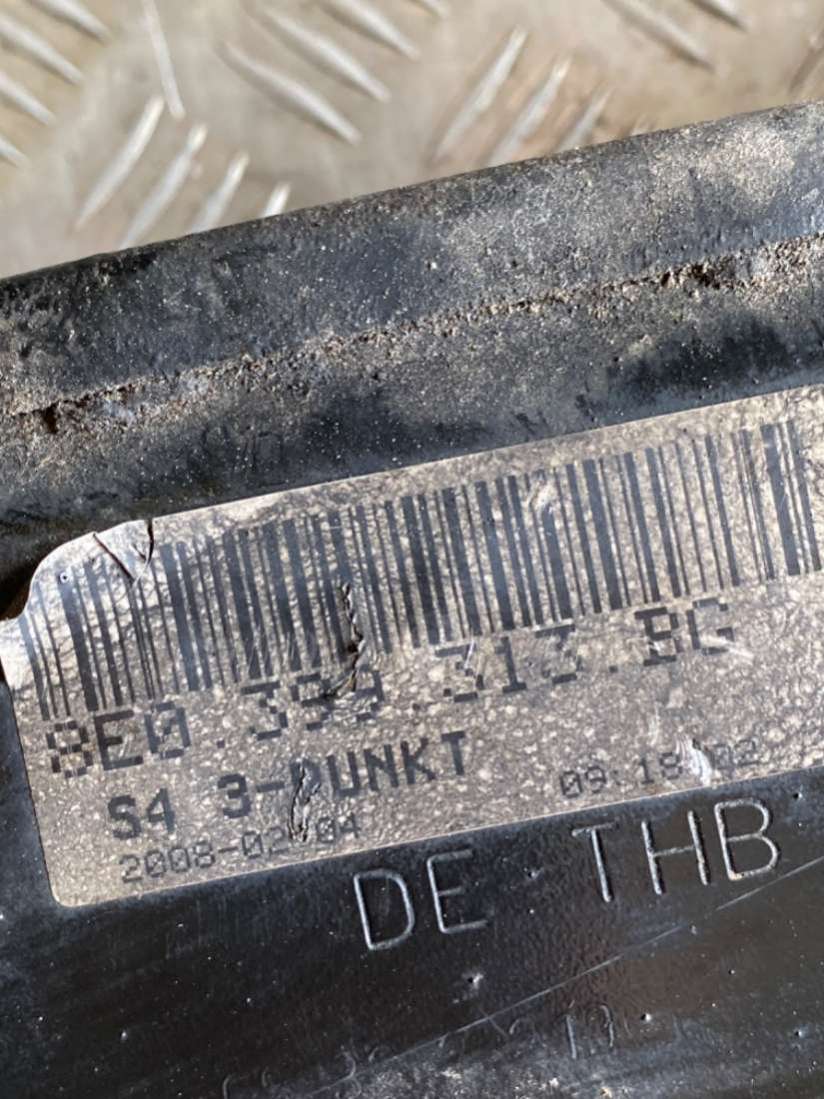 8E0.399.313.BG
S4 3-PUNKT
09:18:02
2008-02-04
DE THB